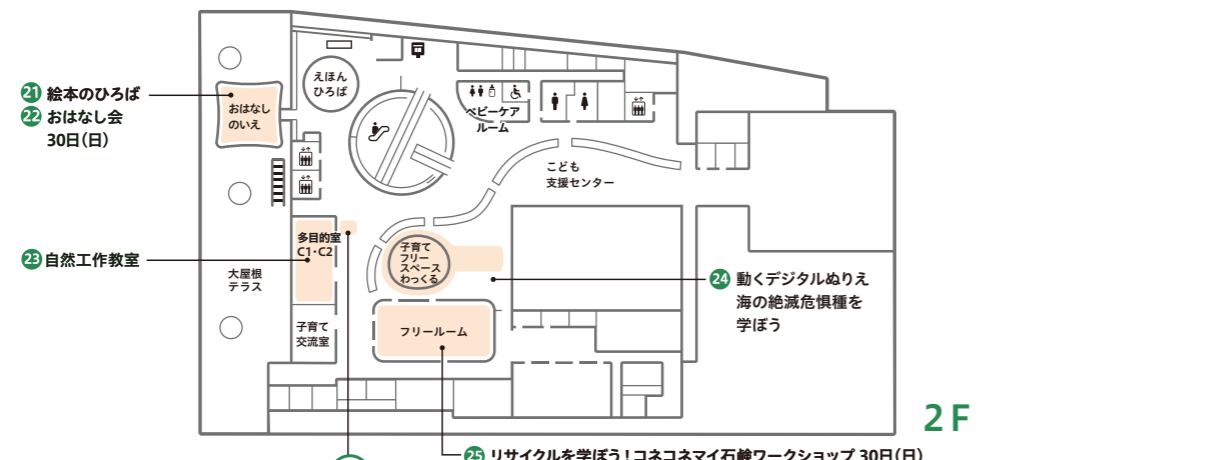 21 絵本のひろば
22 おはなし会
30日(日)
おはなし
のいえ
えほん
ひろば
ベビーケア
ルーム
こども
支援センター
23 自然工作教室
多目的室
C1・C2
大屋根
テラス
子育て
フリー
スペース
わっくる
24 動くデジタルぬりえ
海の絶滅危惧種を
学ぼう
子育て
交流室
フリールーム
2F
25 リサイクルを学ぼう!コネコネマイ石鹸ワークショップ 30日(日)